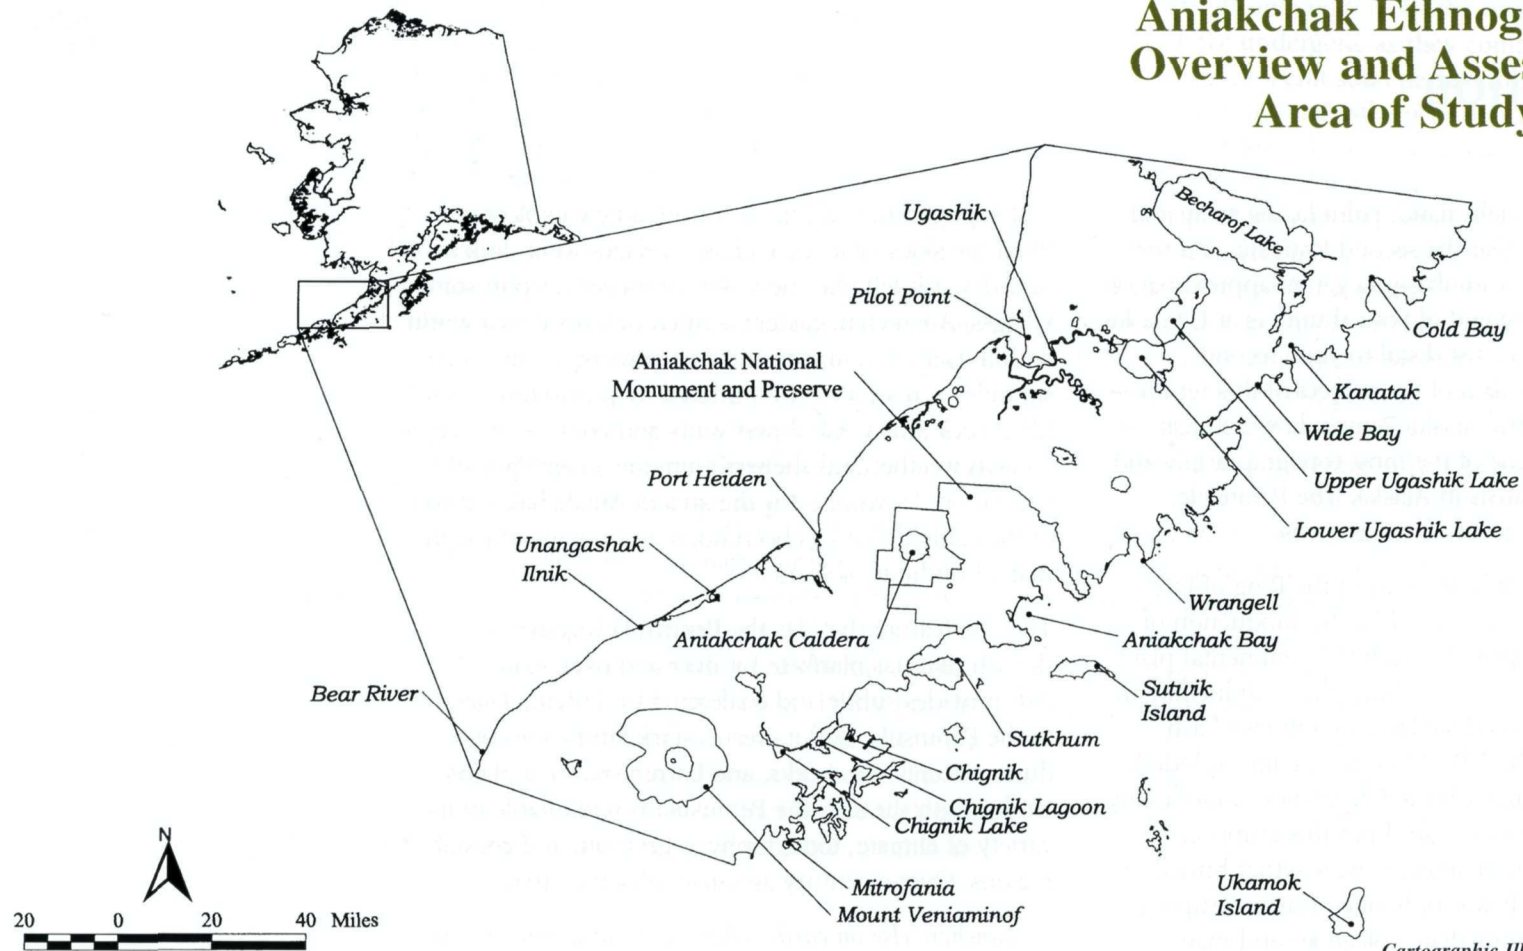 Aniakchak Ethnog
Overview and Asse
Area of Study
Becharof Lake
Ugashik
Pilot Point
Cold Bay
Aniakchak National
Monument and Preserve
Kanatak
Wide Bay
Port Heiden
Upper Ugashik Lake
Lower Ugashik Lake
Unangashak
Ilnik
Wrangell
Aniakchak Caldera
Aniakchak Bay
Bear River
Sutwik
Island
Sutkhum
Chignik
Chignik Lagoon
Chignik Lake
N
Mitrofania
Ukamok
Island
Mount Veniaminof
20 0 20 40 Miles
Cartographic Ill